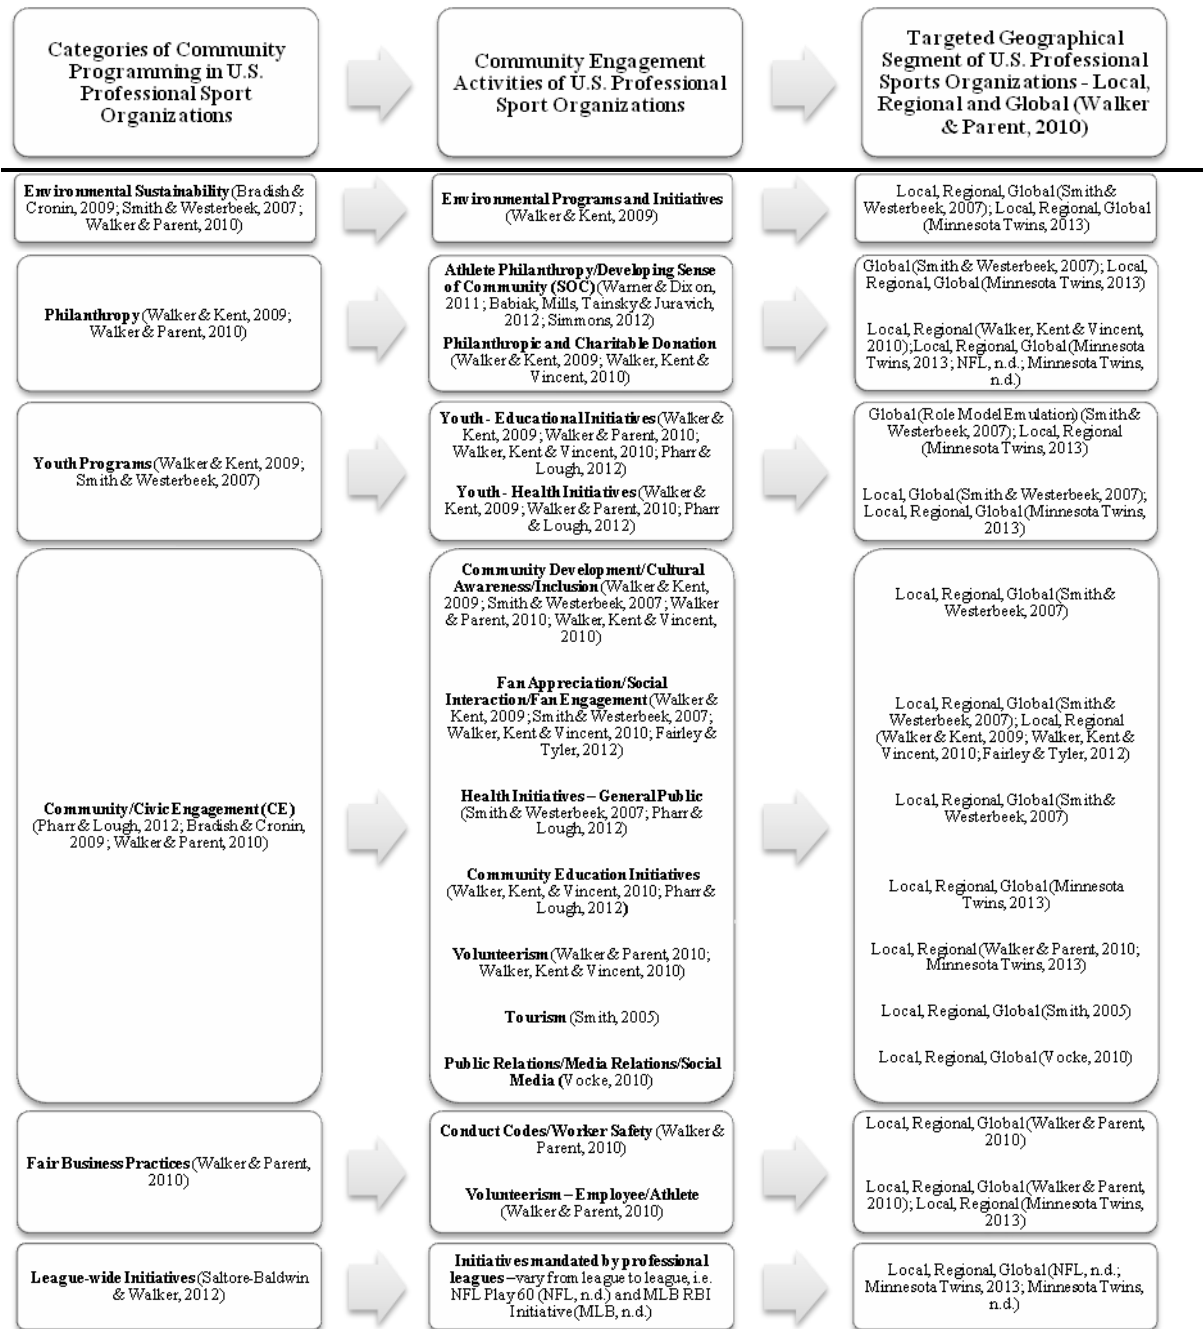 Categories of Community
Programming in U.S.
Professional Sport
Organizations
Community Engagement
Activities of U.S. Professional
Sport Organizations
Targeted Geographical
Segment of U.S. Professional
Sports Organizations - Local,
Regional and Global (Walker
& Parent, 2010)
Environmental Sustainability (Bradish &
Cronin, 2009; Smith & Westerbeek, 2007;
Walker & Parent, 2010)
Environmental Programs and Initiatives
(Walker & Kent, 2009)
Local, Regional, Global (Smith &
Westerbeek, 2007); Local, Regional, Global
(Minnesota Twins, 2013)
Philanthropy (Walker & Kent, 2009;
Walker & Parent, 2010)
Athlete Philanthropy/Developing Sense
of Community (SOC) (Warner & Dixon,
2011; Babiak, Mills, Tainsky & Juravich,
2012; Simmons, 2012)
Philanthropic and Charitable Donation
(Walker & Kent, 2009; Walker, Kent &
Vincent, 2010)
Global (Smith & Westerbeek, 2007); Local,
Regional, Global (Minnesota Twins, 2013)
Local, Regional (Walker, Kent & Vincent,
2010); Local, Regional, Global (Minnesota
Twins, 2013; NFL, n.d.; Minnesota Twins,
n.d.)
Youth Programs (Walker & Kent, 2009;
Smith & Westerbeek, 2007)
Youth - Educational Initiatives (Walker &
Kent, 2009; Walker & Parent, 2010;
Walker, Kent & Vincent, 2010; Pharr &
Lough, 2012)
Youth - Health Initiatives (Walker &
Kent, 2009; Walker & Parent, 2010; Pharr
& Lough, 2012)
Global (Role Model Emulation) (Smith &
Westerbeek, 2007); Local, Regional
(Minnesota Twins, 2013)
Local, Global (Smith & Westerbeek, 2007);
Local, Regional, Global (Minnesota Twins,
2013)
Community/Civic Engagement (CE)
(Pharr & Lough, 2012; Bradish & Cronin,
2009; Walker & Parent, 2010)
Community Development/Cultural
Awareness/Inclusion (Walker & Kent,
2009; Smith & Westerbeek, 2007; Walker
& Parent, 2010; Walker, Kent & Vincent,
2010)
Fan Appreciation/Social
Interaction/Fan Engagement (Walker &
Kent, 2009; Smith & Westerbeek, 2007;
Walker, Kent & Vincent, 2010; Fairley &
Tyler, 2012)
Health Initiatives – General Public
(Smith & Westerbeek, 2007; Pharr &
Lough, 2012)
Community Education Initiatives
(Walker, Kent, & Vincent, 2010; Pharr &
Lough, 2012)
Volunteerism (Walker & Parent, 2010;
Walker, Kent & Vincent, 2010)
Tourism (Smith, 2005)
Public Relations/Media Relations/Social
Media (Vocke, 2010)
Local, Regional, Global (Smith &
Westerbeek, 2007)
Local, Regional, Global (Smith &
Westerbeek, 2007); Local, Regional
(Walker & Kent, 2009; Walker, Kent &
Vincent, 2010; Fairley & Tyler, 2012)
Local, Regional, Global (Smith &
Westerbeek, 2007)
Local, Regional, Global (Minnesota
Twins, 2013)
Local, Regional (Walker & Parent, 2010;
Minnesota Twins, 2013)
Local, Regional, Global (Smith, 2005)
Local, Regional, Global (Vocke, 2010)
Fair Business Practices (Walker & Parent,
2010)
Conduct Codes/Worker Safety (Walker &
Parent, 2010)
Volunteerism – Employee/Athlete
(Walker & Parent, 2010)
Local, Regional, Global (Walker & Parent,
2010)
Local, Regional, Global (Walker & Parent,
2010); Local, Regional (Minnesota Twins,
2013)
League-wide Initiatives (Saltore-Baldwin
& Walker, 2012)
Initiatives mandated by professional
leagues – vary from league to league, i.e.
NFL Play 60 (NFL, n.d.) and MLB RBI
Initiative (MLB, n.d.)
Local, Regional, Global (NFL, n.d.;
Minnesota Twins, 2013; Minnesota Twins,
n.d.)